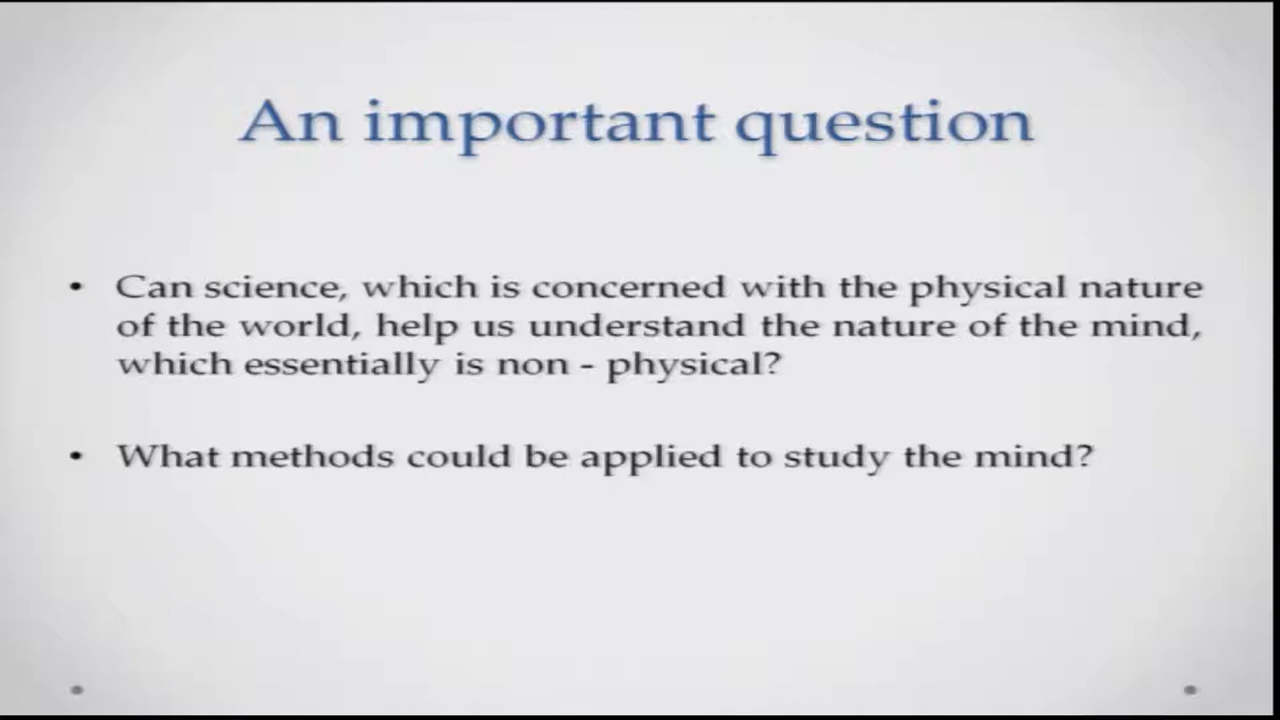 An important question
• Can science, which is concerned with the physical nature
of the world, help us understand the nature of the mind,
which essentially is non - physical?
• What methods could be applied to study the mind?